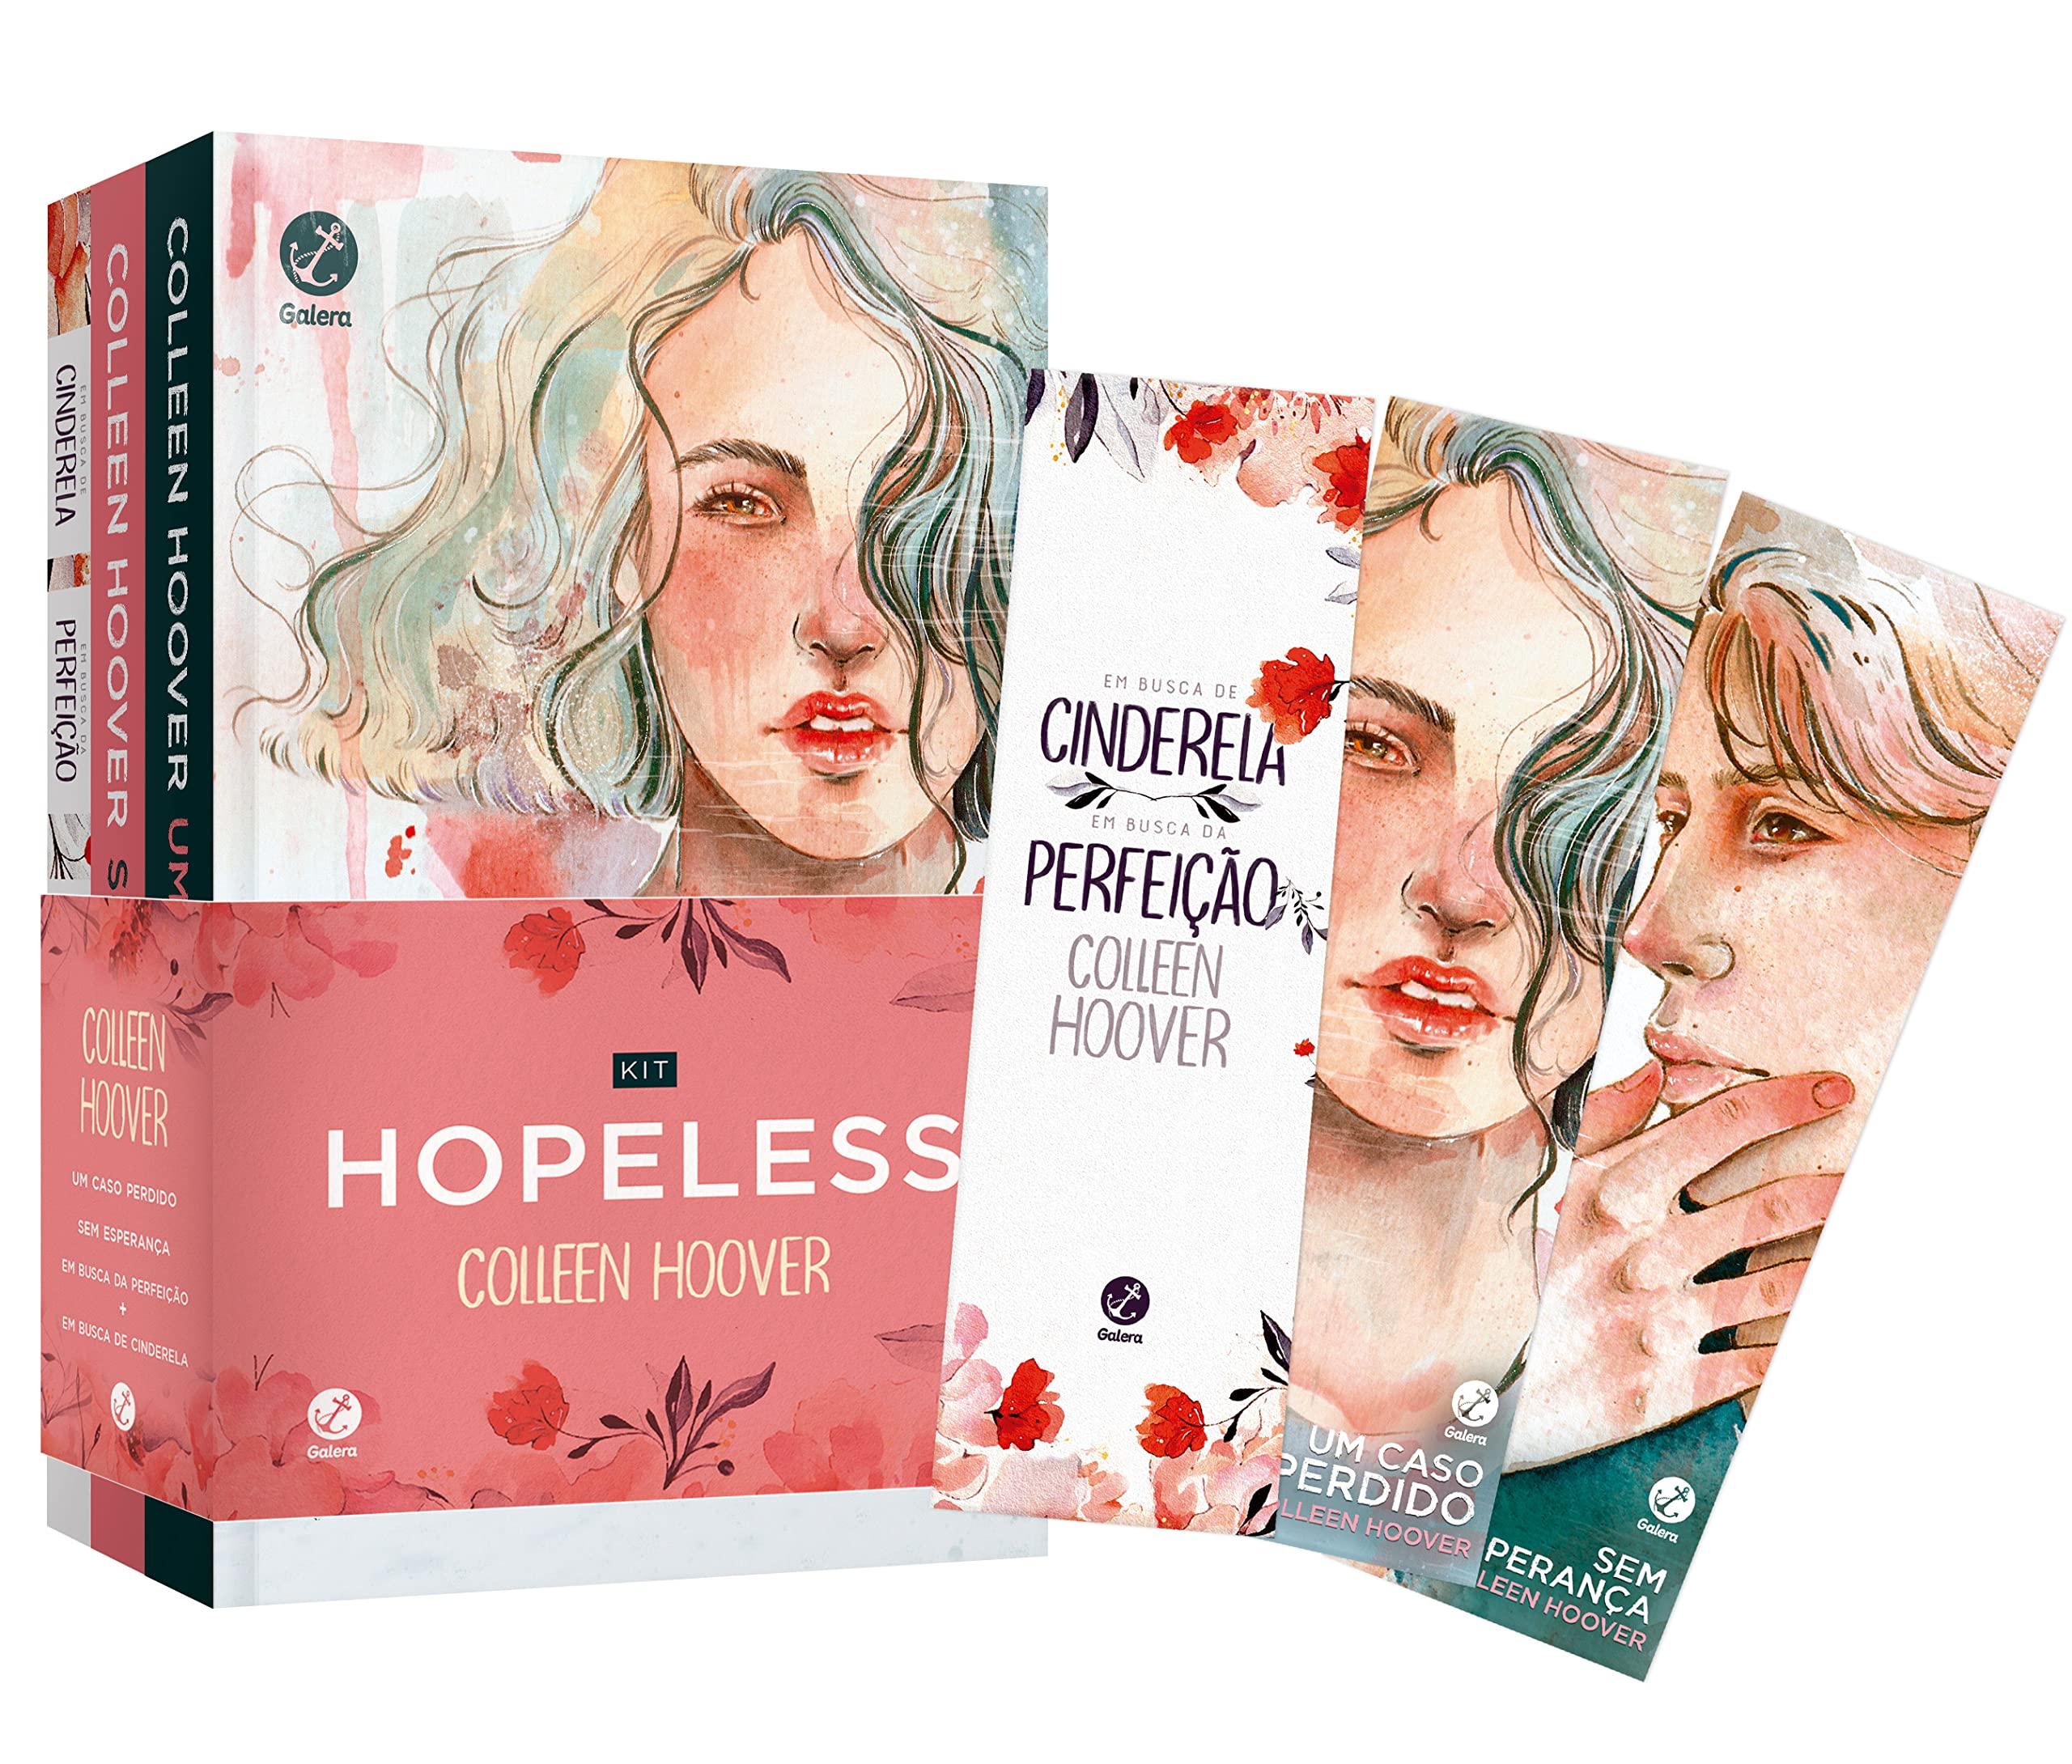 EM BUSCA DE
CINDERELA
EM BUSCA DA
PERFEIÇÃO
COLLEEN HOOVER S
COLLEEN HOOVER UM
Galera
COLLEEN
HOOVER
UM CASO PERDIDO
SEM ESPERANÇA
EM BUSCA DA PERFEIÇÃO
+
EM BUSCA DE CINDERELA
KIT
HOPELESS
COLLEEN HOOVER
Galera
EM BUSCA DE
CINDERELA
EM BUSCA DA
PERFEIÇÃO
COLLEEN
HOOVER
Galera
Galera
UM CASO
PERDIDO
LLEEN HOOVER
Galera
SEM
PERANÇA
LEEN HOOVER